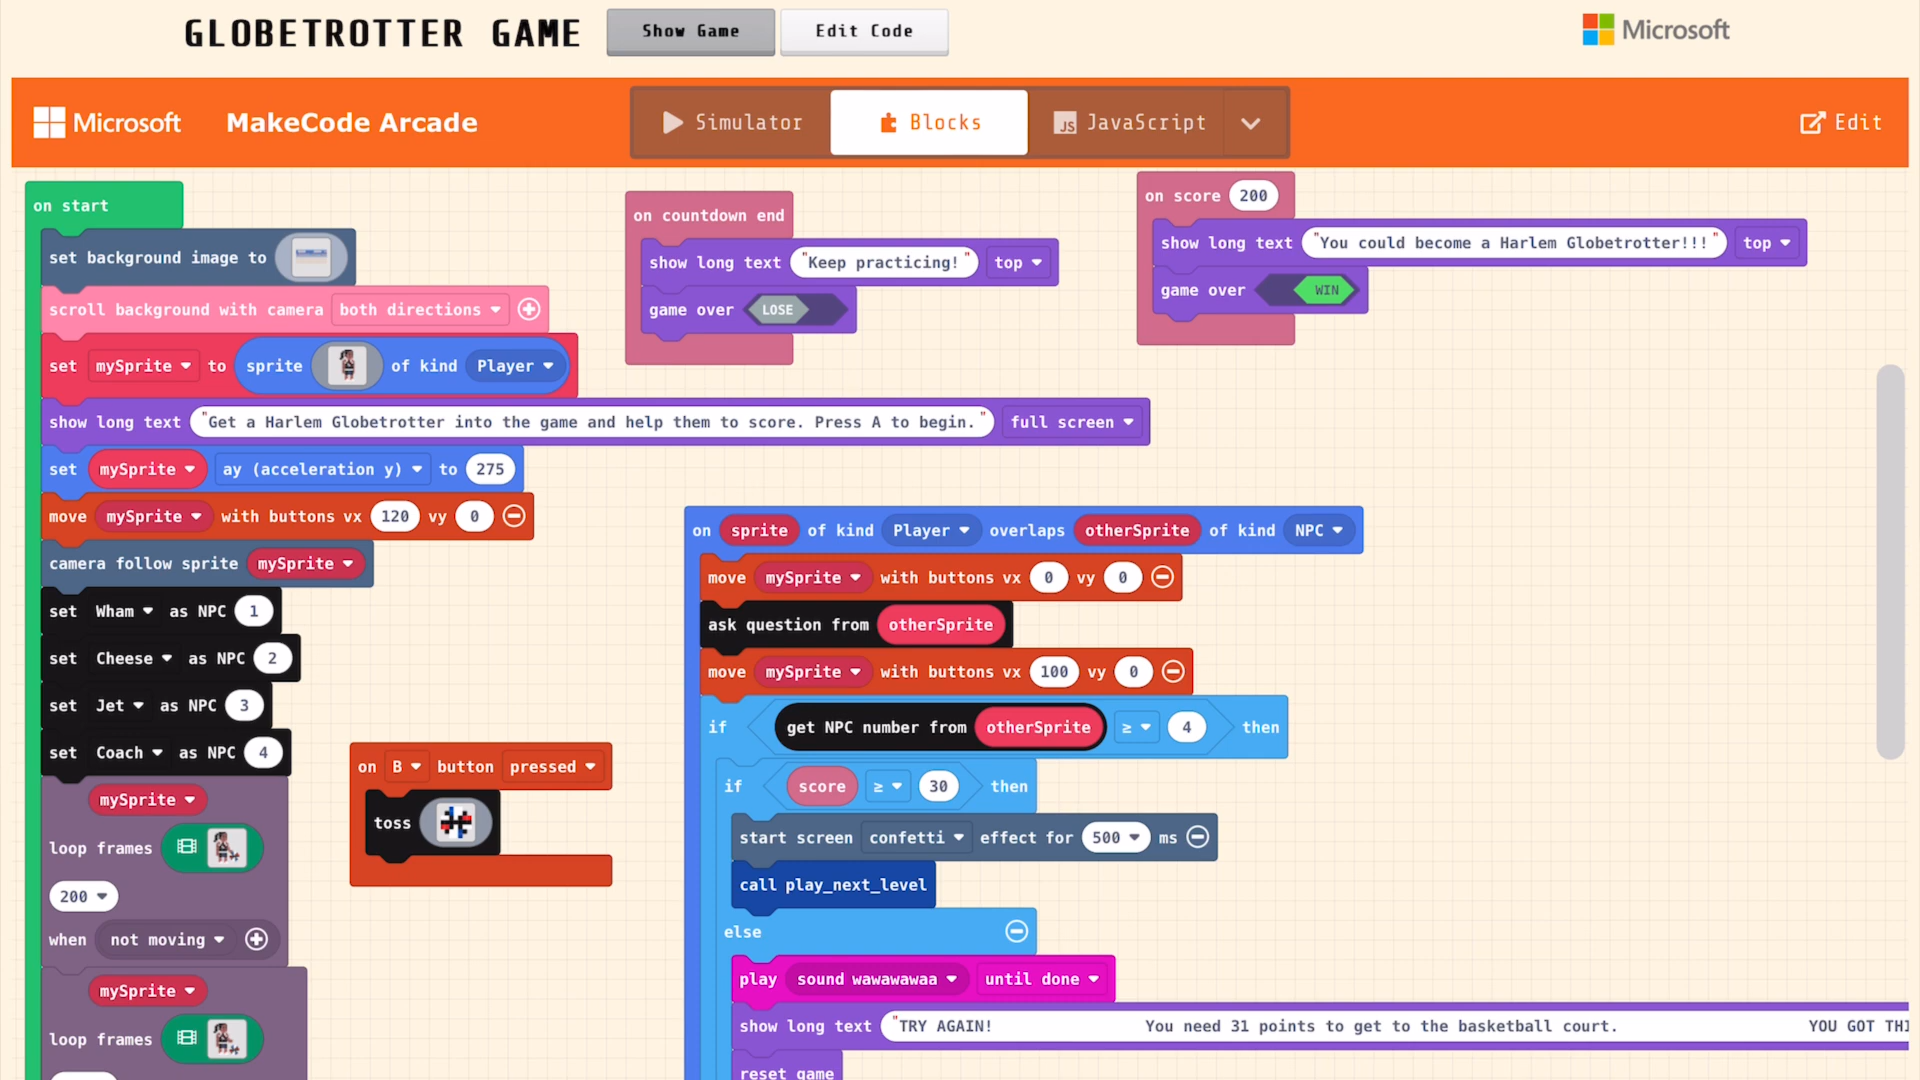 GLOBETROTTER GAME
Show Game
Edit Code
Microsoft
Microsoft
MakeCode Arcade
Simulator
Blocks
JS JavaScript
Edit
on start
set background image to
scroll background with camera both directions
set mySprite to sprite of kind Player
show long text "Get a Harlem Globetrotter into the game and help them to score. Press A to begin." full screen
set mySprite ay (acceleration y) to 275
move mySprite with buttons vx 120 vy 0
camera follow sprite mySprite
set Wham as NPC 1
set Cheese as NPC 2
set Jet as NPC 3
set Coach as NPC 4
mySprite
loop frames
200
when not moving
mySprite
loop frames
on countdown end
show long text "Keep practicing!" top
game over LOSE
on score 200
show long text "You could become a Harlem Globetrotter!!!" top
game over WIN
on B button pressed
toss
on sprite of kind Player overlaps otherSprite of kind NPC
move mySprite with buttons vx 0 vy 0
ask question from otherSprite
move mySprite with buttons vx 100 vy 0
if get NPC number from otherSprite ≥ 4 then
if score ≥ 30 then
start screen confetti effect for 500 ms
call play_next_level
else
play sound wawawawaa until done
show long text "TRY AGAIN! You need 31 points to get to the basketball court. YOU GOT THI
reset game